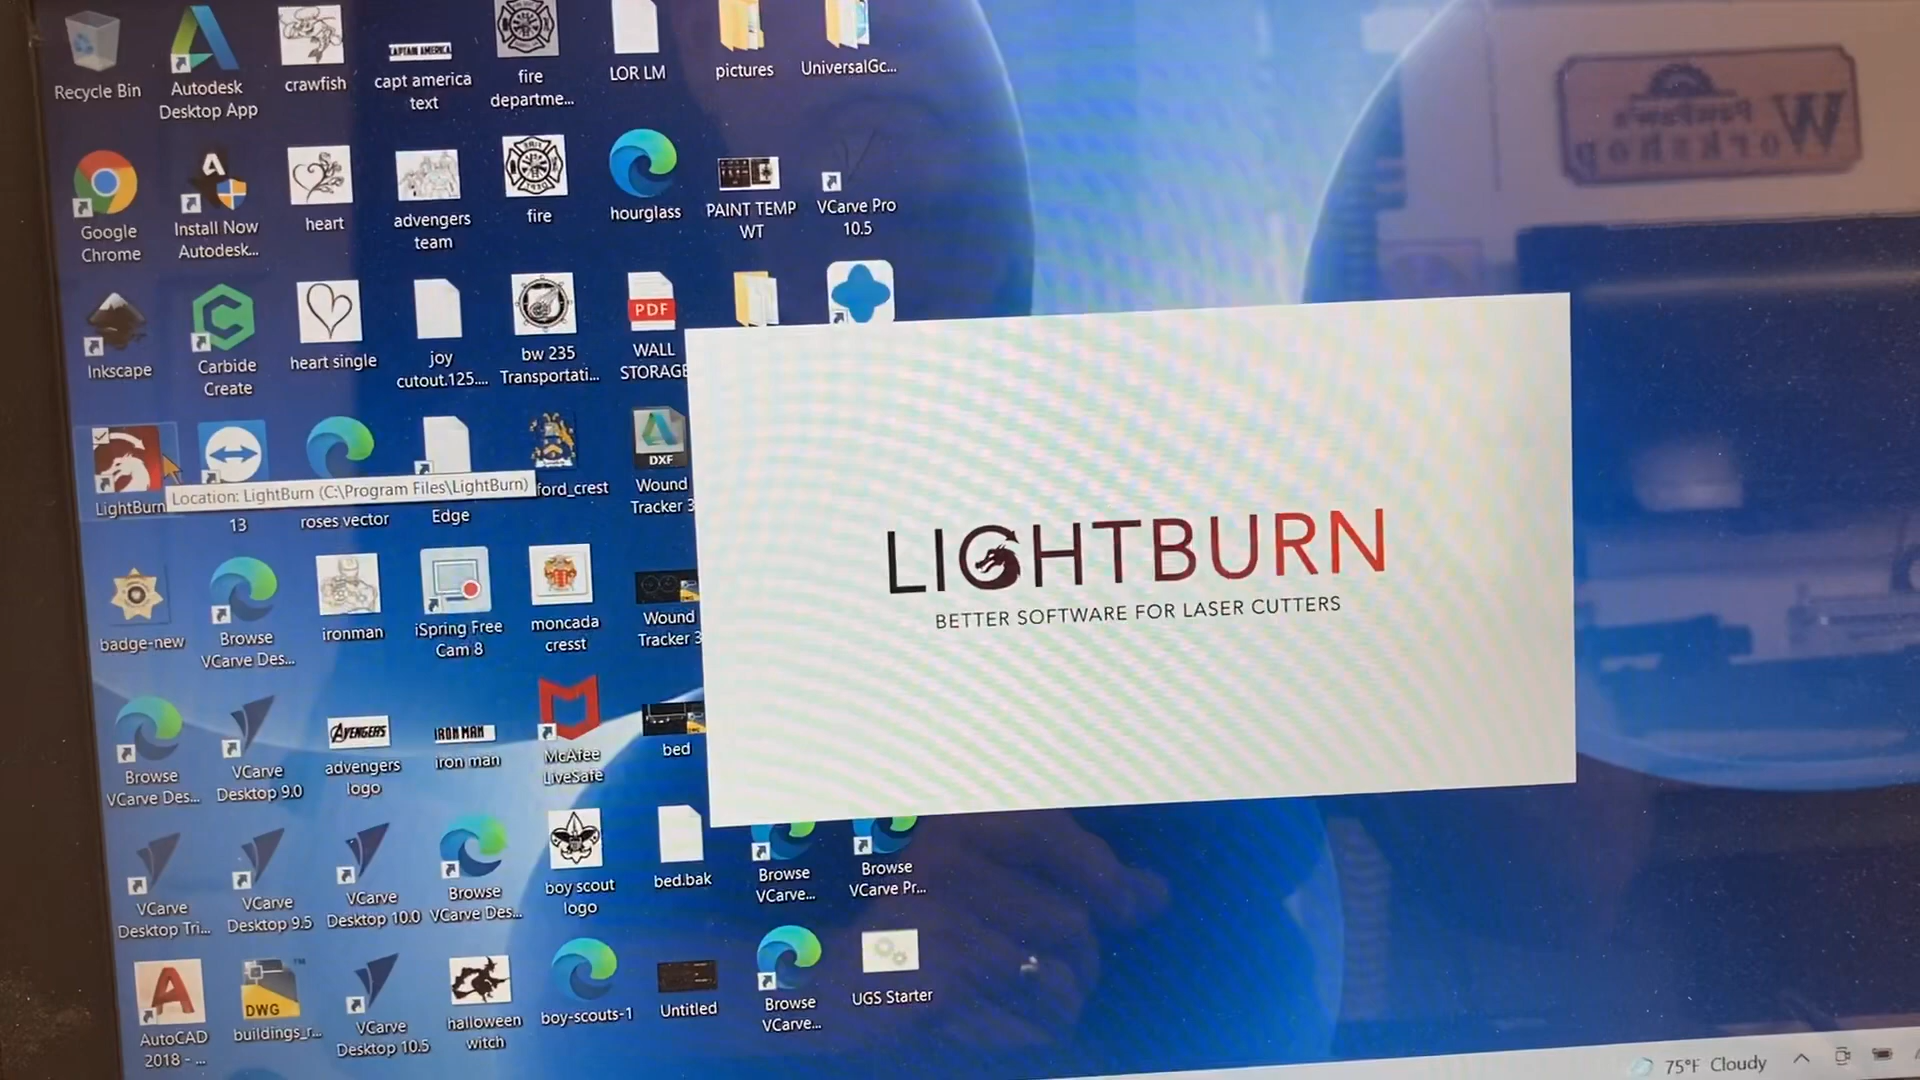 Recycle Bin
Autodesk
Desktop App
crawfish
CAPTAIN AMERICA
capt america
text
fire
departme...
LOR LM
pictures
UniversalGc...
PawPaw's
Workshop
Google
Chrome
Install Now
Autodesk...
heart
advengers
team
FIRE
DEPT
fire
hourglass
PAINT TEMP
WT
VCarve Pro
10.5
Inkscape
Carbide
Create
heart single
joy
cutout.125....
bw 235
Transportati...
PDF
WALL
STORAGE
LightBurn
Location: LightBurn (C:\Program Files\LightBurn)
13
roses vector
Edge
ford_crest
DXF
Wound
Tracker 3
LIGHTBURN
BETTER SOFTWARE FOR LASER CUTTERS
badge-new
Browse
VCarve Des...
ironman
iSpring Free
Cam 8
moncada
cresst
Wound
Tracker 3
Browse
VCarve Des...
VCarve
Desktop 9.0
AVENGERS
advengers
logo
IRON MAN
iron man
McAfee
LiveSafe
bed
VCarve
Desktop Tri...
VCarve
Desktop 9.5
VCarve
Desktop 10.0
Browse
VCarve Des...
boy scout
logo
bed.bak
Browse
VCarve...
Browse
VCarve Pr...
AutoCAD
2018 - ...
DWG
TM
buildings_r...
VCarve
Desktop 10.5
halloween
witch
boy-scouts-1
Untitled
Browse
VCarve...
UGS Starter
75°F Cloudy